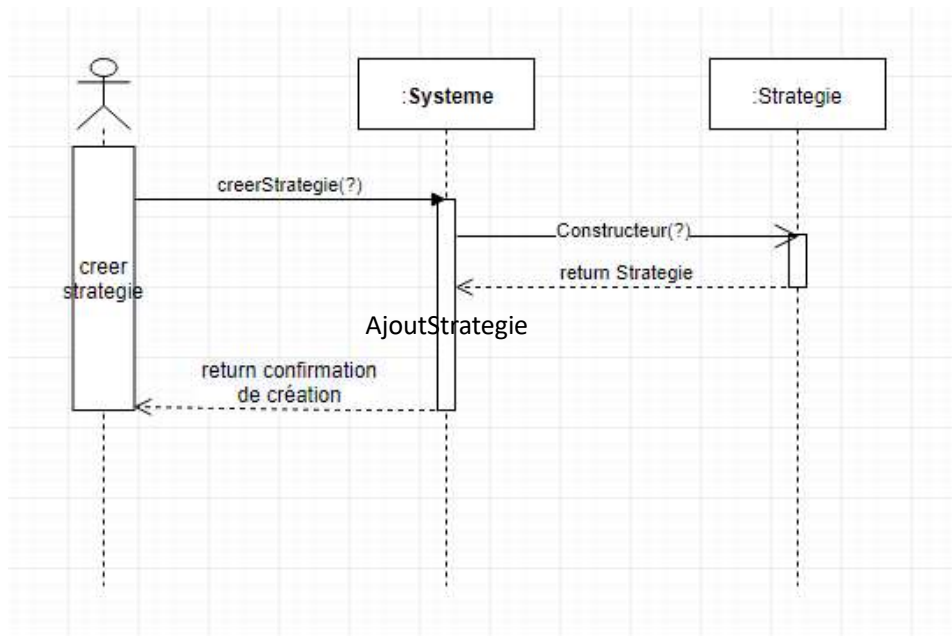 :Systeme
:Strategie
creerStrategie(?)
Constructeur(?)
creer
strategie
return Strategie
AjoutStrategie
return confirmation
de création